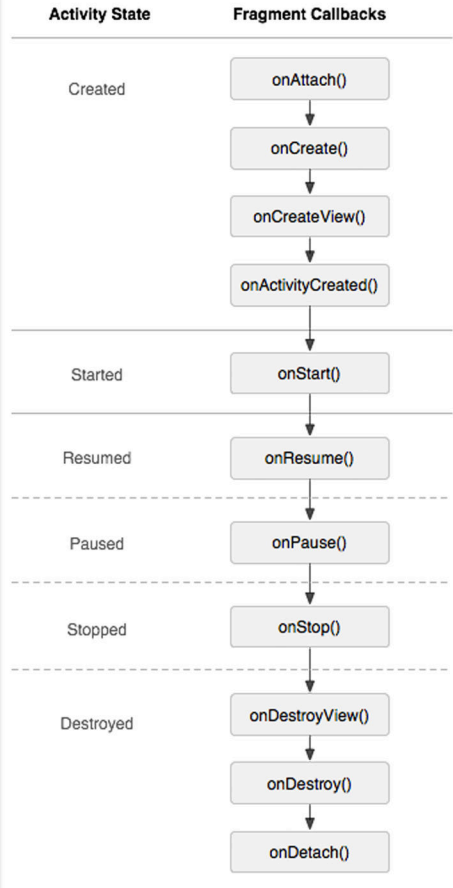 Activity State Fragment Callbacks
Created
onAttach()
onCreate()
onCreateView()
onActivityCreated()
Started
onStart()
Resumed
onResume()
Paused
onPause()
Stopped
onStop()
Destroyed
onDestroyView()
onDestroy()
onDetach()